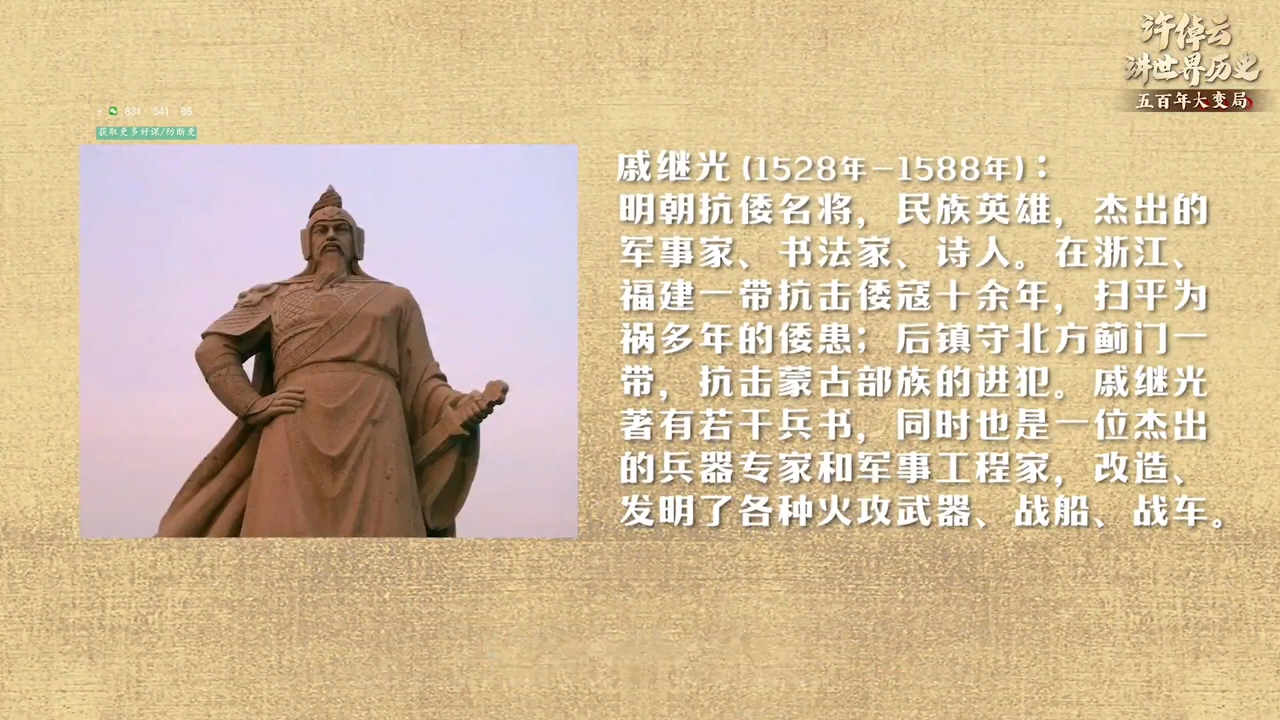 许倬云
讲世界历史
五百年大变局
831 541 05
获取更多好课/防断更
戚继光(1528年-1588年)：
明朝抗倭名将，民族英雄，杰出的
军事家、书法家、诗人。在浙江、
福建一带抗击倭寇十余年，扫平为
祸多年的倭患；后镇守北方蓟门一
带，抗击蒙古部族的进犯。戚继光
著有若干兵书，同时也是一位杰出
的兵器专家和军事工程家，改造、
发明了各种火攻武器、战船、战车。